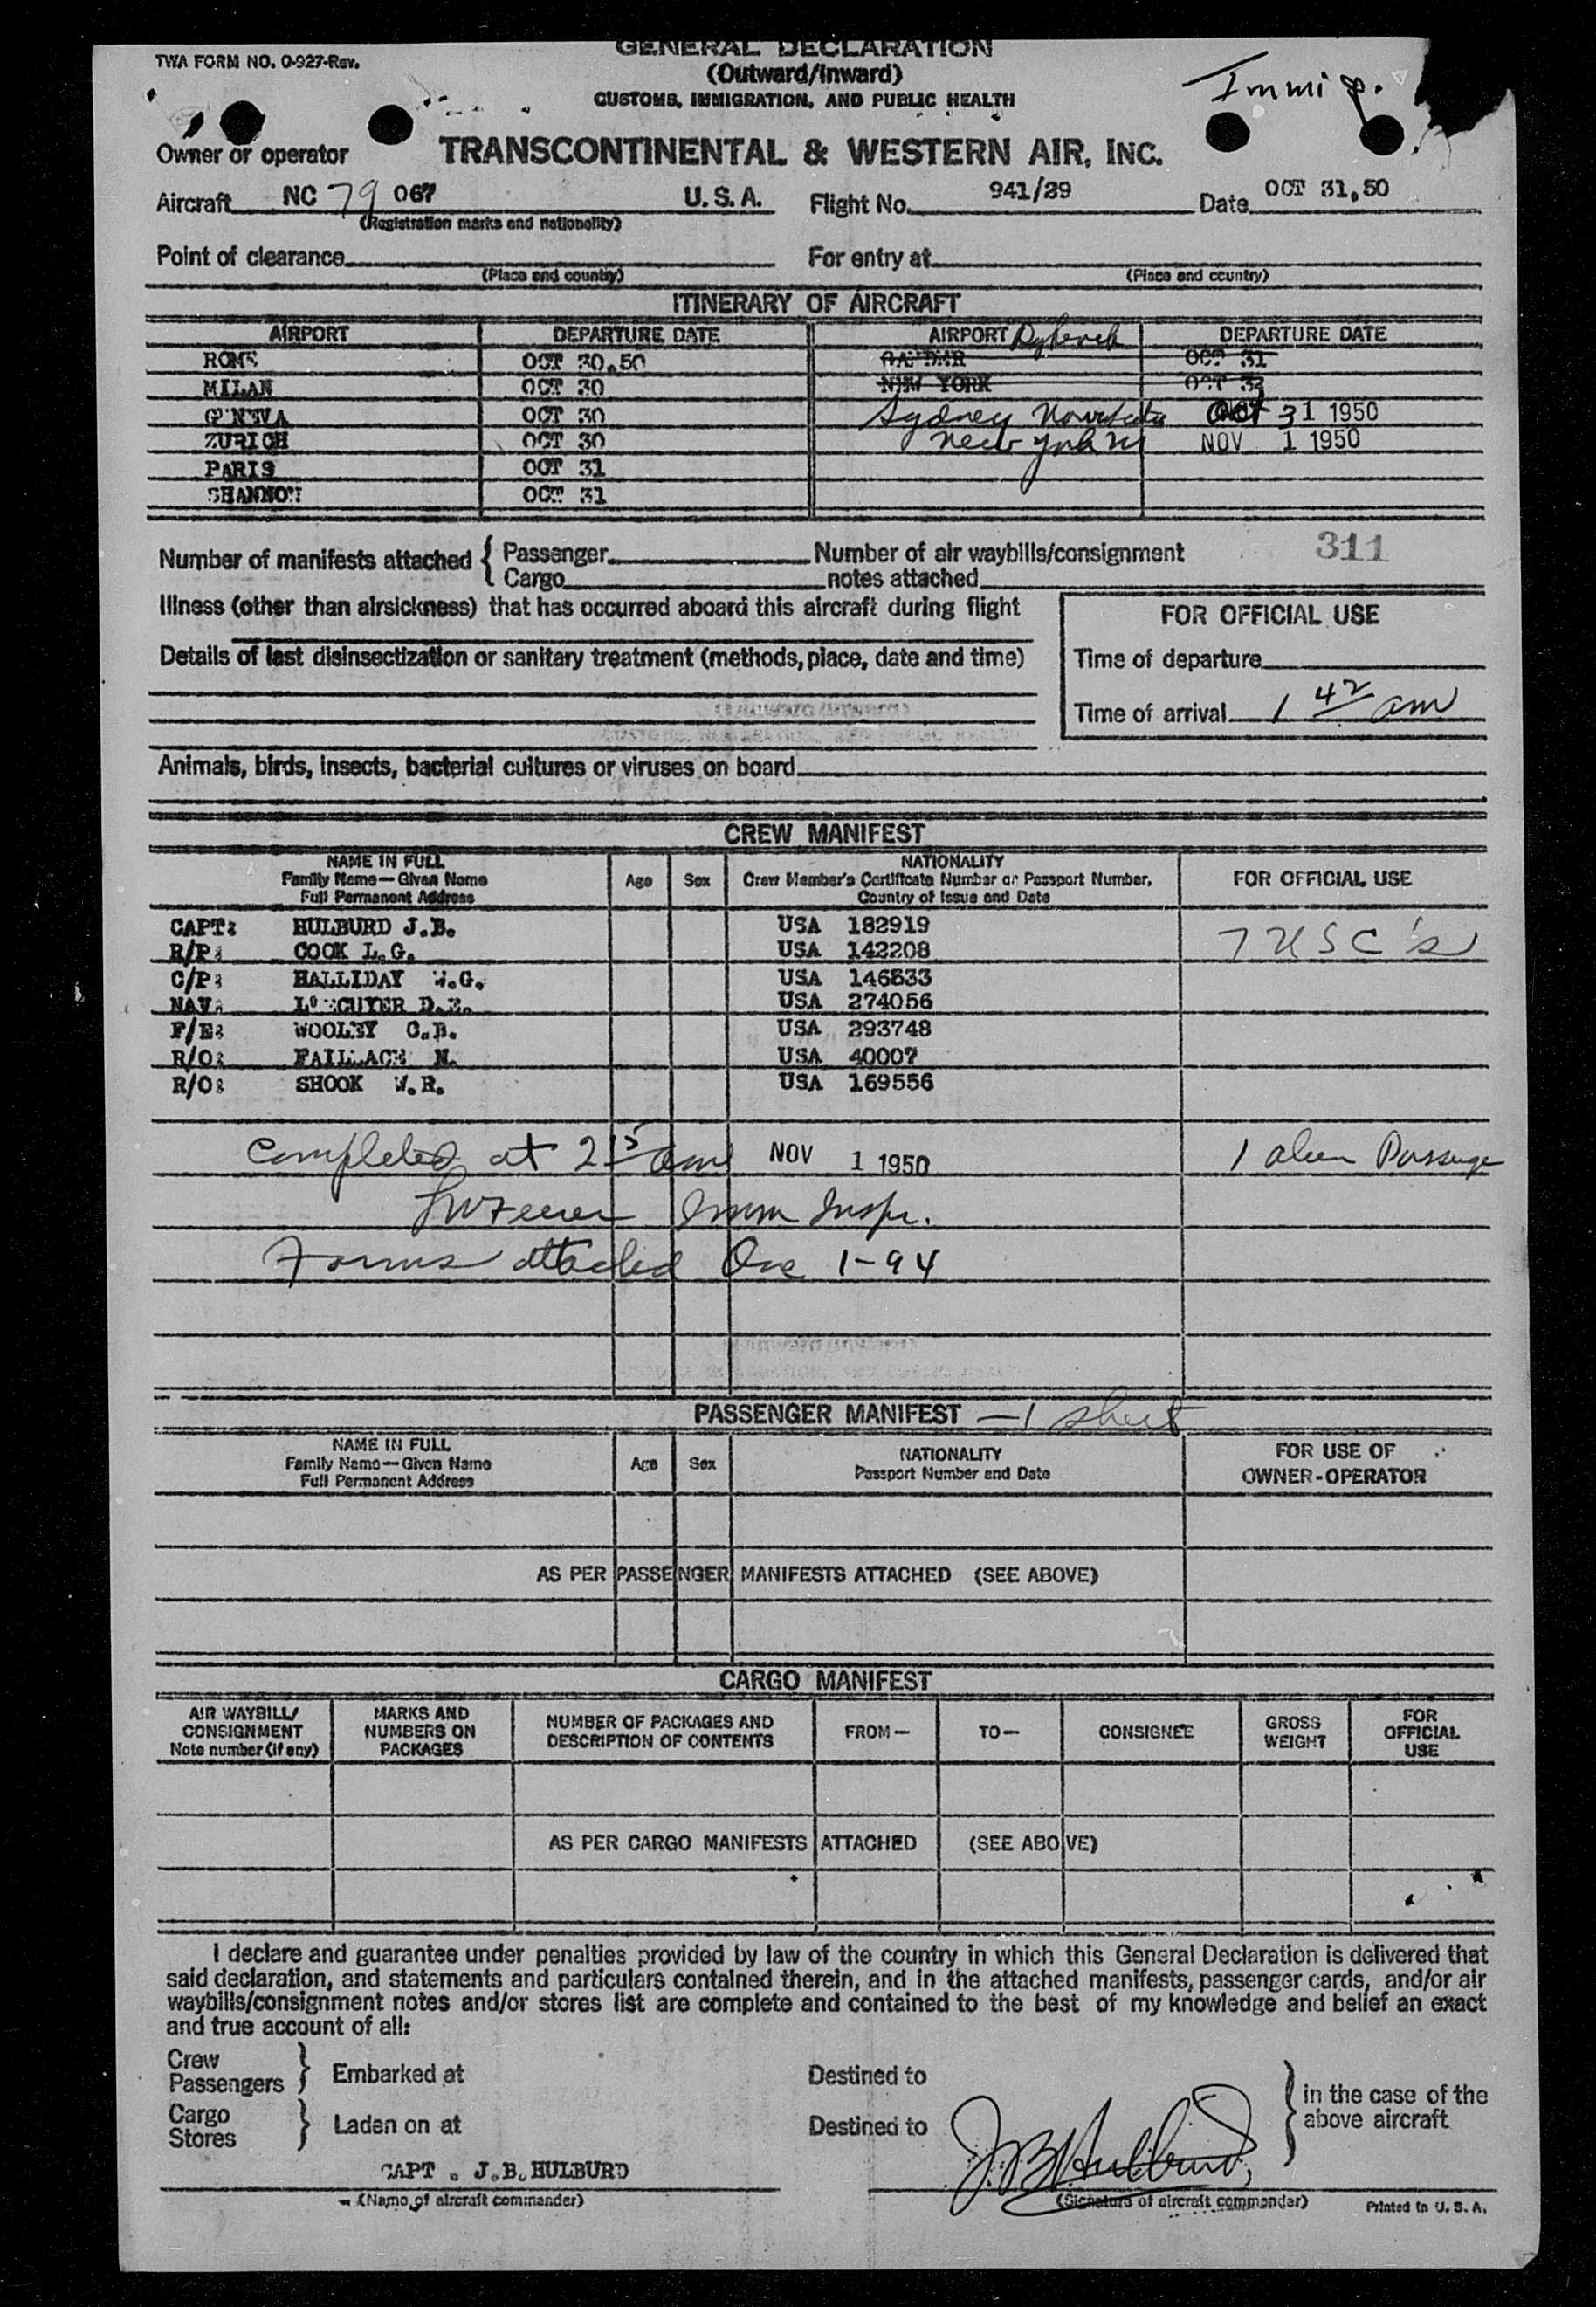 TWA FORM NO. O-927-Rev.
GENERAL DECLARATION
(Outward/Inward)
CUSTOMS, IMMIGRATION, AND PUBLIC HEALTH
Owner or operator TRANSCONTINENTAL & WESTERN AIR, INC.
Aircraft NC 79 067 U.S.A. Flight No. 941/29 Date OCT 31,50
(Registration marks and nationality)
Point of clearance For entry at
(Place and country) (Place and country)
ITINERARY OF AIRCRAFT
AIRPORT DEPARTURE DATE AIRPORT DEPARTURE DATE
ROME OCT 30,50 GANDER OCT 31
MILAN OCT 30 NEW YORK OCT
GENEVA OCT 30 Sydney Oct 31 1950
ZURICH OCT 30 New York NY NOV 1 1950
PARIS OCT 31
SHANNON OCT 31
Number of manifests attached { Passenger Number of air waybills/consignment 311
Cargo notes attached
Illness (other than airsickness) that has occurred aboard this aircraft during flight
FOR OFFICIAL USE
Details of last disinsectization or sanitary treatment (methods, place, date and time)
Time of departure
Time of arrival 1 42 am
Animals, birds, insects, bacterial cultures or viruses on board
CREW MANIFEST
NAME IN FULL
Family Name—Given Name
Full Permanent Address
Age Sex
NATIONALITY
Crew Member's Certificate Number or Passport Number,
Country of Issue and Date
FOR OFFICIAL USE
CAPT: HULBURD J.B. USA 182919
R/P: COOK L.G. USA 142208 7 USC's
C/P: HALLIDAY W.G. USA 146833
NAV: L'ECUYER D.E. USA 274056
F/E: WOOLEY C.B. USA 293748
R/O: FAILLACE N. USA 40007
R/O: SHOOK W.R. USA 169556
Completed at 2 15 am NOV 1 1950 1 alien Passenger
Imm Inspr.
Forms attached One 1-94
PASSENGER MANIFEST — 1 sheet
NAME IN FULL
Family Name—Given Name
Full Permanent Address
Age Sex
NATIONALITY
Passport Number and Date
FOR USE OF
OWNER-OPERATOR
AS PER PASSENGER MANIFESTS ATTACHED (SEE ABOVE)
CARGO MANIFEST
AIR WAYBILL/
CONSIGNMENT
Note number (if any)
MARKS AND
NUMBERS ON
PACKAGES
NUMBER OF PACKAGES AND
DESCRIPTION OF CONTENTS
FROM— TO— CONSIGNEE
GROSS
WEIGHT
FOR
OFFICIAL
USE
AS PER CARGO MANIFESTS ATTACHED (SEE ABOVE)
I declare and guarantee under penalties provided by law of the country in which this General Declaration is delivered that
said declaration, and statements and particulars contained therein, and in the attached manifests, passenger cards, and/or air
waybills/consignment notes and/or stores list are complete and contained to the best of my knowledge and belief an exact
and true account of all:
Crew
Passengers } Embarked at Destined to
Cargo
Stores } Laden on at Destined to
} in the case of the
above aircraft
CAPT . J.B. HULBURD J.B. Hulburd
(Name of aircraft commander) (Signature of aircraft commander) Printed in U. S. A.